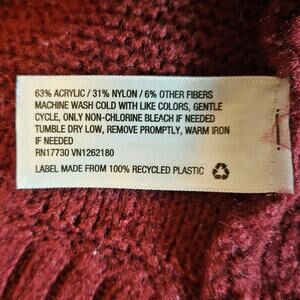 63% ACRYLIC / 31% NYLON / 6% OTHER FIBERS
MACHINE WASH COLD WITH LIKE COLORS, GENTLE
CYCLE, ONLY NON-CHLORINE BLEACH IF NEEDED
TUMBLE DRY LOW, REMOVE PROMPTLY, WARM IRON
IF NEEDED
RN17730 VN1262180
LABEL MADE FROM 100% RECYCLED PLASTIC